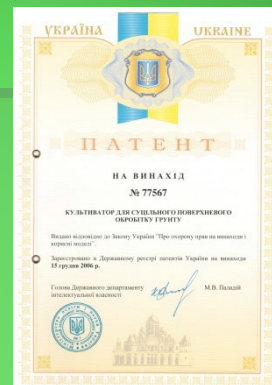 УКРАЇНА UKRAINE
ПАТЕНТ
НА ВИНАХІД
№ 77567
КУЛЬТИВАТОР ДЛЯ СУЦІЛЬНОГО ПОВЕРХНЕВОГО
ОБРОБІТКУ ГРУНТУ
Видано відповідно до Закону України "Про охорону прав на винаходи і
корисні моделі".
Зареєстровано в Державному реєстрі патентів України на винаходи
15 грудня 2006 р.
Голова Державного департаменту
інтелектуальної власності М.В. Паладій